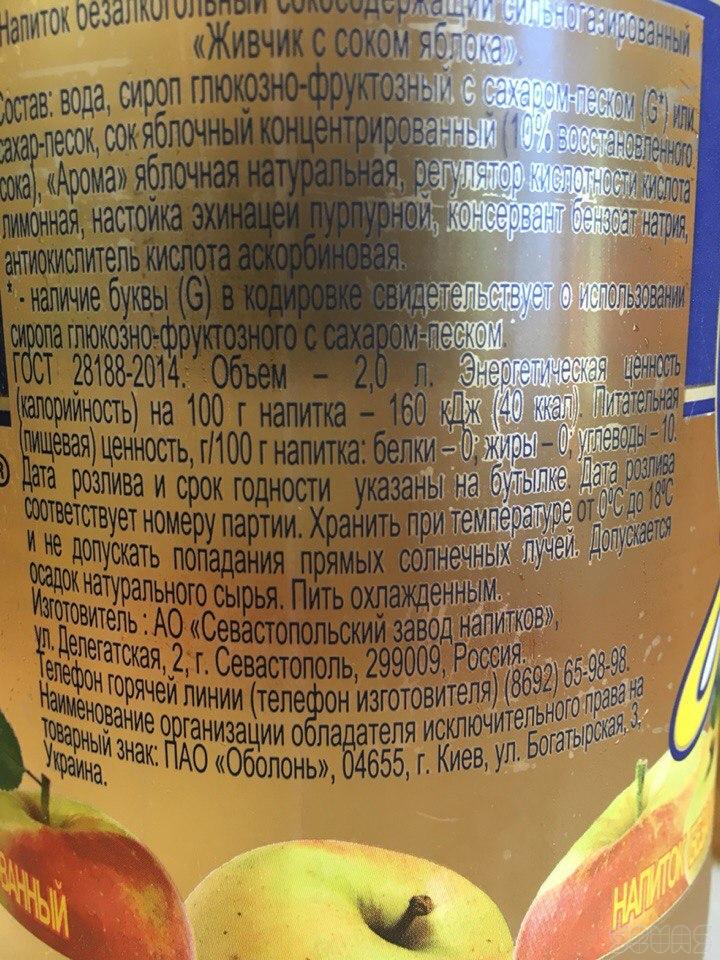 Напиток безалкогольный сокосодержащий сильногазированный
«Живчик с соком яблока».
Состав: вода, сироп глюкозно-фруктозный с сахаром-песком (G*) или
сахар-песок, сок яблочный концентрированный (10% восстановленного
сока), «Арома» яблочная натуральная, регулятор кислотности кислота
лимонная, настойка эхинацеи пурпурной, консервант бензоат натрия,
антиокислитель кислота аскорбиновая.
* - наличие буквы (G) в кодировке свидетельствует о использовании
сиропа глюкозно-фруктозного с сахаром-песком.
ГОСТ 28188-2014. Объем – 2,0 л. Энергетическая ценность
(калорийность) на 100 г напитка – 160 кДж (40 ккал). Питательная
(пищевая) ценность, г/100 г напитка: белки – 0; жиры – 0; углеводы – 10.
Дата розлива и срок годности указаны на бутылке. Дата розлива
соответствует номеру партии. Хранить при температуре от 0°С до 18°С
и не допускать попадания прямых солнечных лучей. Допускается
осадок натурального сырья. Пить охлажденным.
Изготовитель : АО «Севастопольский завод напитков»,
ул. Делегатская, 2, г. Севастополь, 299009, Россия.
Телефон горячей линии (телефон изготовителя) (8692) 65-98-98.
Наименование организации обладателя исключительного права на
товарный знак: ПАО «Оболонь», 04655, г. Киев, ул. Богатырская, 3,
Украина.
ВАННЫЙ
НАПИТОК